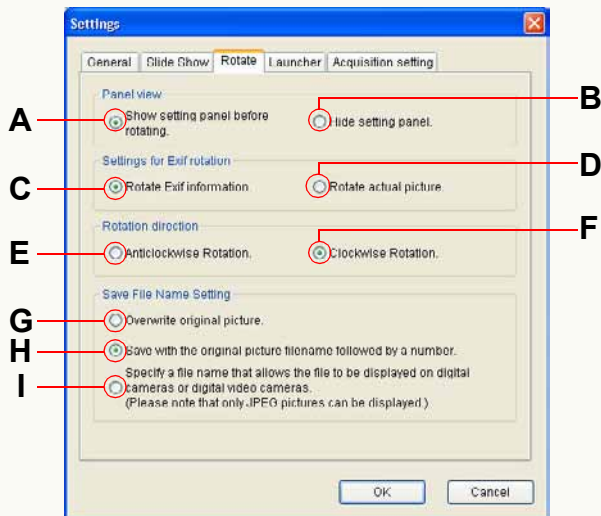 Settings
General Slide Show Rotate Launcher Acquisition setting
Panel view
A Show setting panel before rotating. B Hide setting panel.
Settings for Exif rotation
C Rotate Exif information D Rotate actual picture.
Rotation direction
E Anticlockwise Rotation. F Clockwise Rotation.
Save File Name Setting
G Overwrite original picture.
H Save with the original picture filename followed by a number.
I Specify a file name that allows the file to be displayed on digital
cameras or digital video cameras.
(Please note that only JPEG pictures can be displayed.)
OK Cancel